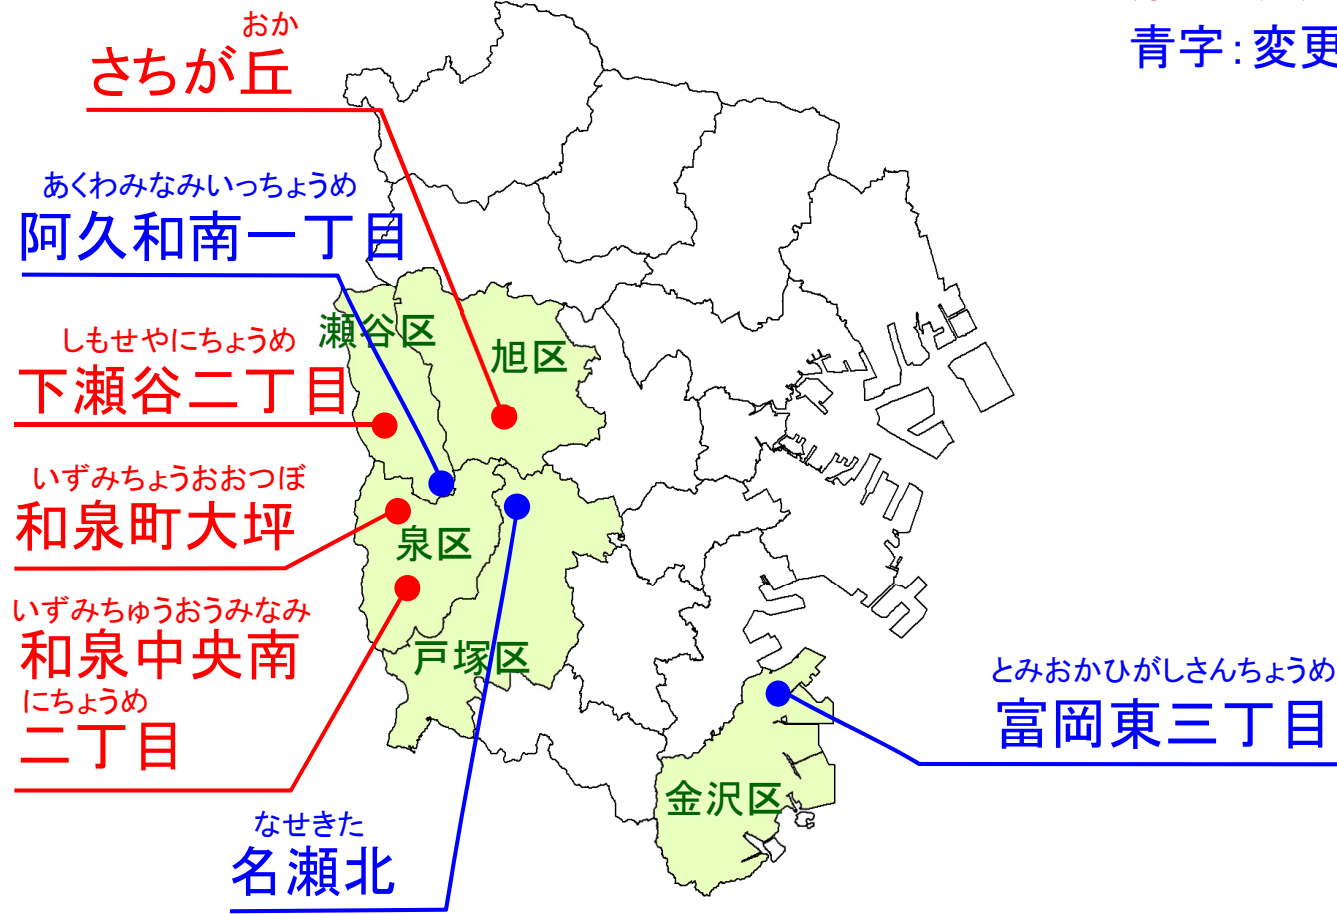 おか
さちが丘
青字：変更
あくわみなみいっちょうめ
阿久和南一丁目
瀬谷区
旭区
しもせやにちょうめ
下瀬谷二丁目
いずみちょうおおつぼ
和泉町大坪
泉区
いずみちゅうおうみなみ
和泉中央南
にちょうめ
二丁目
戸塚区
とみおかひがしさんちょうめ
富岡東三丁目
金沢区
なせきた
名瀬北